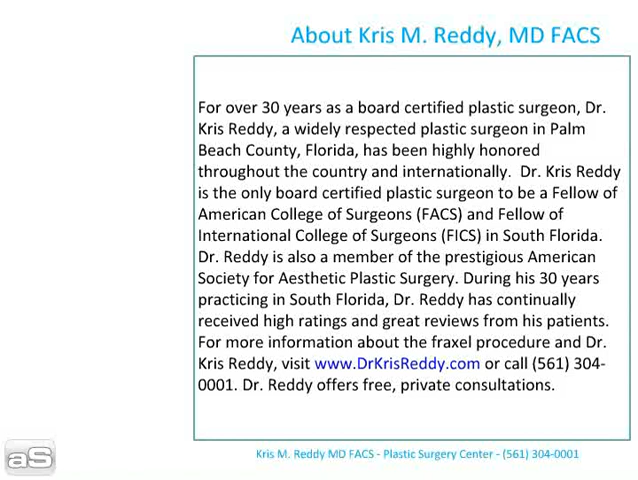 About Kris M. Reddy, MD FACS
For over 30 years as a board certified plastic surgeon, Dr.
Kris Reddy, a widely respected plastic surgeon in Palm
Beach County, Florida, has been highly honored
throughout the country and internationally.  Dr. Kris Reddy
is the only board certified plastic surgeon to be a Fellow of
American College of Surgeons (FACS) and Fellow of
International College of Surgeons (FICS) in South Florida.
Dr. Reddy is also a member of the prestigious American
Society for Aesthetic Plastic Surgery. During his 30 years
practicing in South Florida, Dr. Reddy has continually
received high ratings and great reviews from his patients.
For more information about the fraxel procedure and Dr.
Kris Reddy, visit www.DrKrisReddy.com or call (561) 304-
0001. Dr. Reddy offers free, private consultations.
Kris M. Reddy MD FACS - Plastic Surgery Center - (561) 304-0001
aS